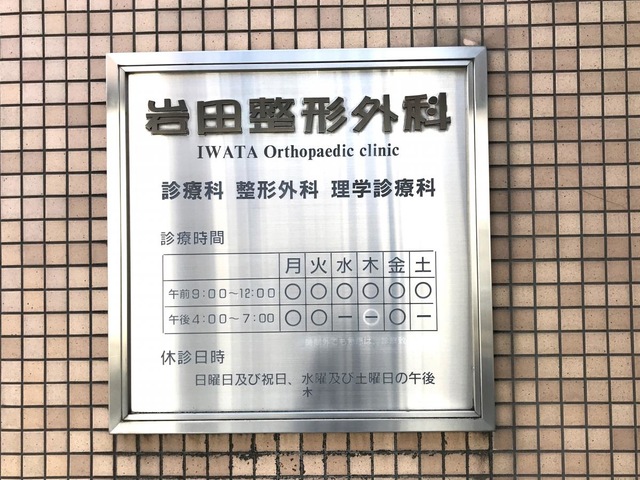 岩田整形外科
IWATA Orthopaedic clinic
診療科 整形外科 理学診療科
診療時間
月 火 水 木 金 土
午前9:00〜12:00 ○ ○ ○ ○ ○ ○
午後4:00〜7:00 ○ ○ ー ー ○ ー
休診日時
日曜日及び祝日、水曜及び土曜日の午後
木